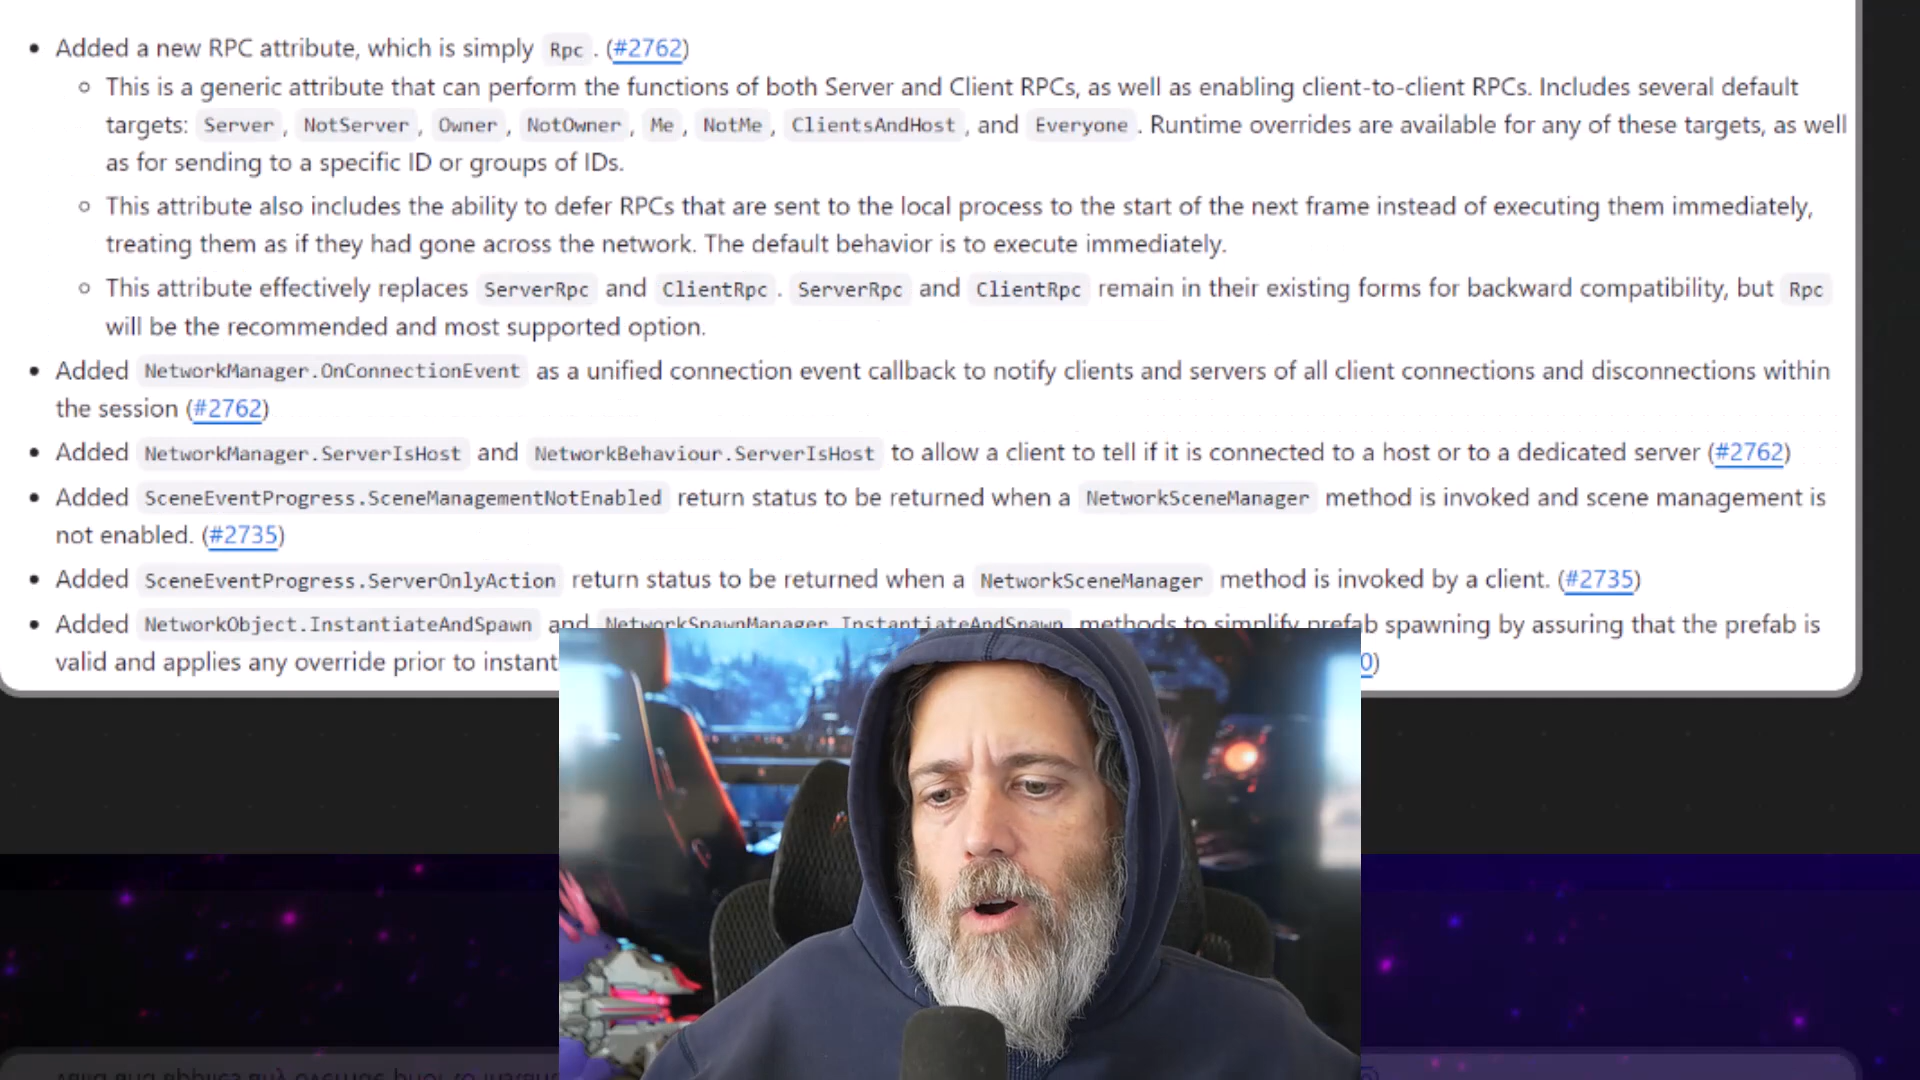 Added a new RPC attribute, which is simply Rpc . (#2762)
This is a generic attribute that can perform the functions of both Server and Client RPCs, as well as enabling client-to-client RPCs. Includes several default
targets: Server , NotServer , Owner , NotOwner , Me , NotMe , ClientsAndHost , and Everyone . Runtime overrides are available for any of these targets, as well
as for sending to a specific ID or groups of IDs.
This attribute also includes the ability to defer RPCs that are sent to the local process to the start of the next frame instead of executing them immediately,
treating them as if they had gone across the network. The default behavior is to execute immediately.
This attribute effectively replaces ServerRpc and ClientRpc . ServerRpc and ClientRpc remain in their existing forms for backward compatibility, but Rpc
will be the recommended and most supported option.
Added NetworkManager.OnConnectionEvent as a unified connection event callback to notify clients and servers of all client connections and disconnections within
the session (#2762)
Added NetworkManager.ServerIsHost and NetworkBehaviour.ServerIsHost to allow a client to tell if it is connected to a host or to a dedicated server (#2762)
Added SceneEventProgress.SceneManagementNotEnabled return status to be returned when a NetworkSceneManager method is invoked and scene management is
not enabled. (#2735)
Added SceneEventProgress.ServerOnlyAction return status to be returned when a NetworkSceneManager method is invoked by a client. (#2735)
Added NetworkObject.InstantiateAndSpawn and NetworkSpawnManager.InstantiateAndSpawn methods to simplify prefab spawning by assuring that the prefab is
valid and applies any override prior to instant 0)